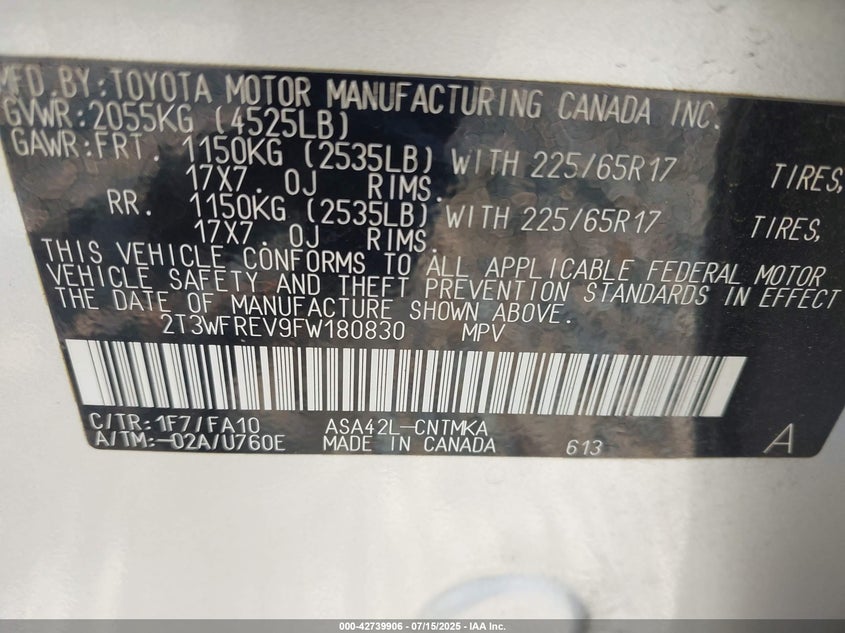 MFD.BY:TOYOTA MOTOR MANUFACTURING CANADA INC.
GVWR:2055KG (4525LB)
GAWR:FRT. 1150KG (2535LB) WITH 225/65R17 TIRES,
17X7.0J RIMS.
RR. 1150KG (2535LB) WITH 225/65R17 TIRES,
17X7.0J RIMS.
THIS VEHICLE CONFORMS TO ALL APPLICABLE FEDERAL MOTOR
VEHICLE SAFETY AND THEFT PREVENTION STANDARDS IN EFFECT
THE DATE OF MANUFACTURE SHOWN ABOVE.
2T3WFREV9FW180830 MPV
C/TR:1F7/FA10 ASA42L-CNTMKA
A/TM:-02A/U760E MADE IN CANADA 613 A
000-42739906 - 07/15/2025 - IAA Inc.